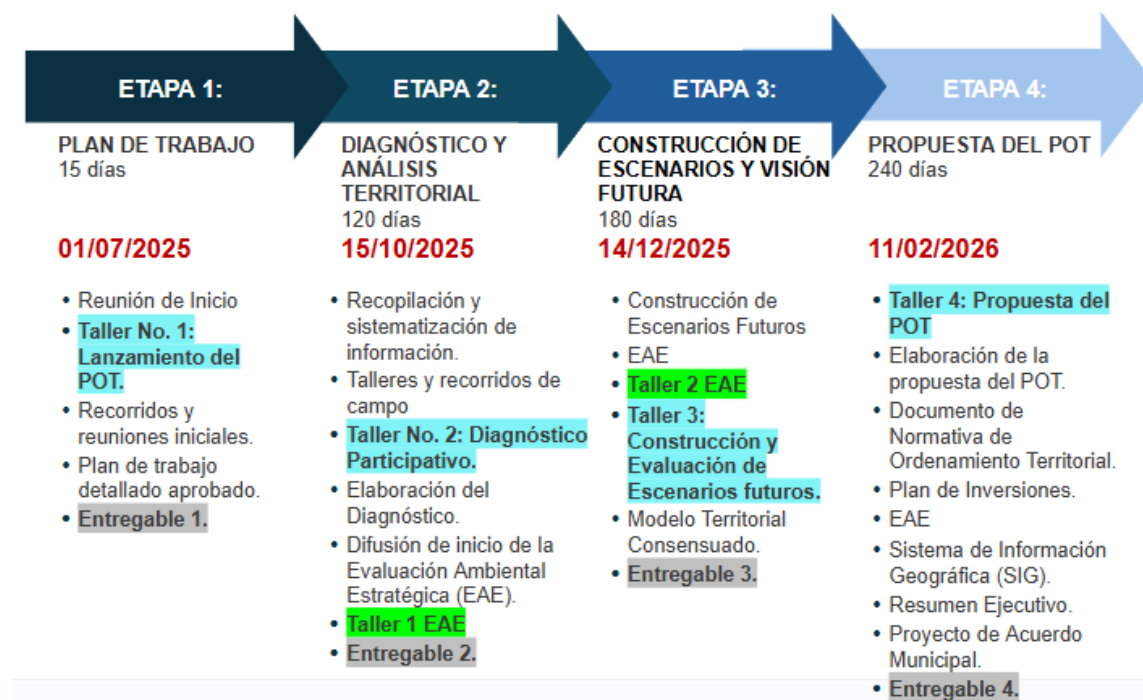 ETAPA 1:
PLAN DE TRABAJO
15 días
01/07/2025
• Reunión de Inicio
• Taller No. 1:
Lanzamiento del
POT.
• Recorridos y
reuniones iniciales.
• Plan de trabajo
detallado aprobado.
• Entregable 1.
ETAPA 2:
DIAGNÓSTICO Y
ANÁLISIS
TERRITORIAL
120 días
15/10/2025
• Recopilación y
sistematización de
información.
• Talleres y recorridos de
campo
• Taller No. 2: Diagnóstico
Participativo.
• Elaboración del
Diagnóstico.
• Difusión de inicio de la
Evaluación Ambiental
Estratégica (EAE).
• Taller 1 EAE
• Entregable 2.
ETAPA 3:
CONSTRUCCIÓN DE
ESCENARIOS Y VISIÓN
FUTURA
180 días
14/12/2025
• Construcción de
Escenarios Futuros
• EAE
• Taller 2 EAE
• Taller 3:
Construcción y
Evaluación de
Escenarios futuros.
• Modelo Territorial
Consensuado.
• Entregable 3.
ETAPA 4:
PROPUESTA DEL POT
240 días
11/02/2026
• Taller 4: Propuesta del
POT
• Elaboración de la
propuesta del POT.
• Documento de
Normativa de
Ordenamiento Territorial.
• Plan de Inversiones.
• EAE
• Sistema de Información
Geográfica (SIG).
• Resumen Ejecutivo.
• Proyecto de Acuerdo
Municipal.
• Entregable 4.